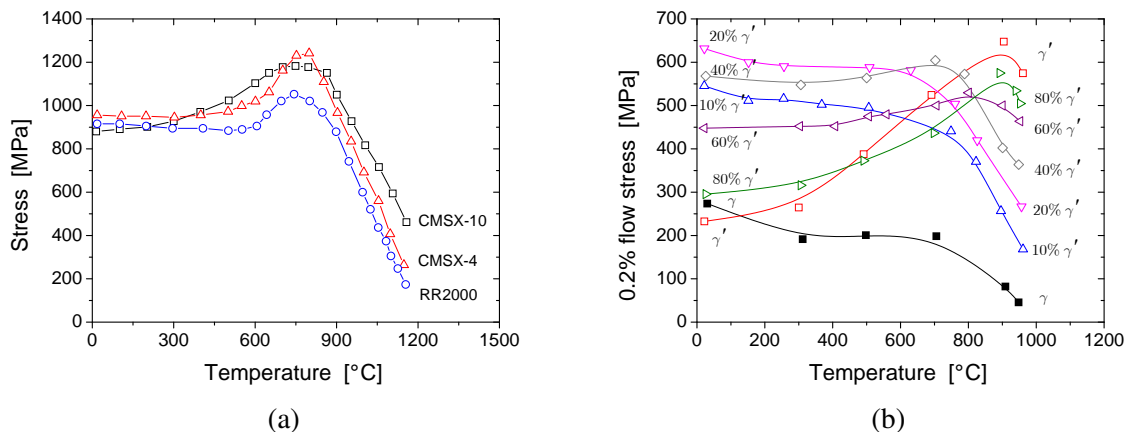 1400
1200
1000
800
600
400
200
0
Stress [MPa]
0 300 600 900 1200 1500
Temperature [°C]
CMSX-10
CMSX-4
RR2000
(a)
700
600
500
400
300
200
100
0
0.2% flow stress [MPa]
0 200 400 600 800 1000 1200
Temperature [°C]
20% γ′
40% γ′
10% γ′
60% γ′
80% γ′
γ
γ′
γ′
80% γ′
60% γ′
40% γ′
20% γ′
10% γ′
γ
(b)